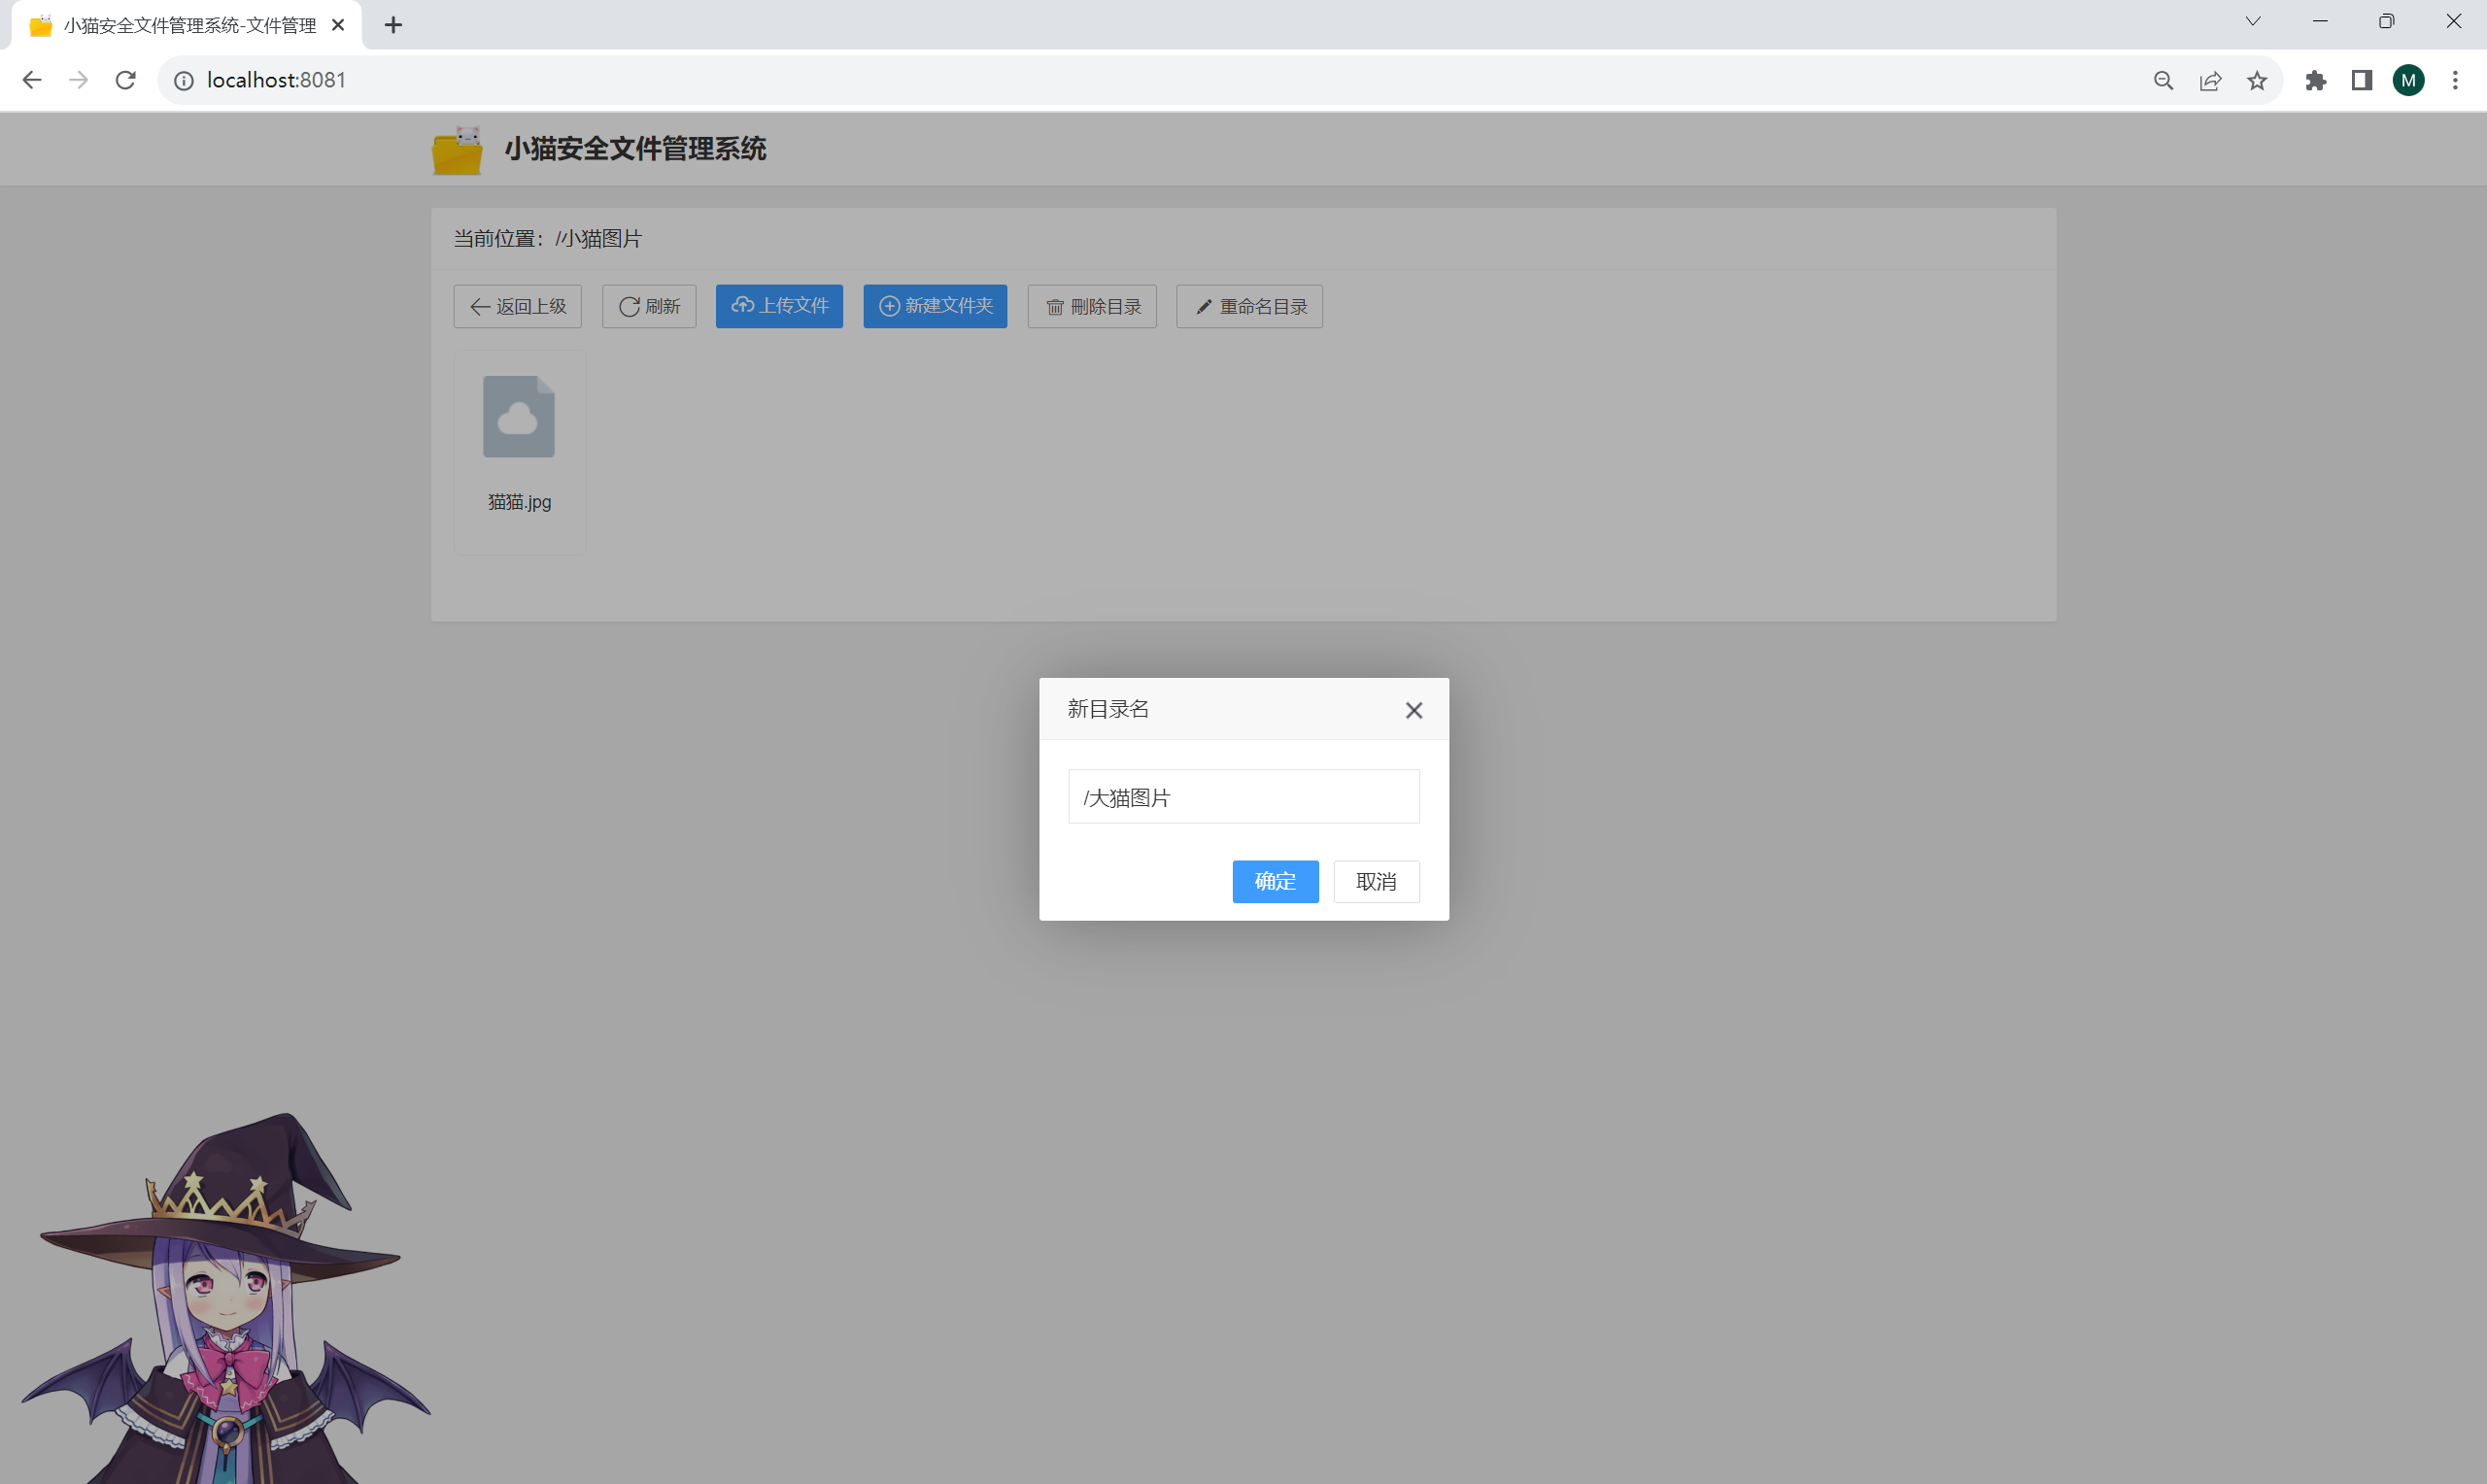 小猫安全文件管理系统-文件管理
localhost:8081
M
小猫安全文件管理系统
当前位置：/小猫图片
返回上级 刷新 上传文件 新建文件夹 删除目录 重命名目录
猫猫.jpg
新目录名
/大猫图片
确定 取消